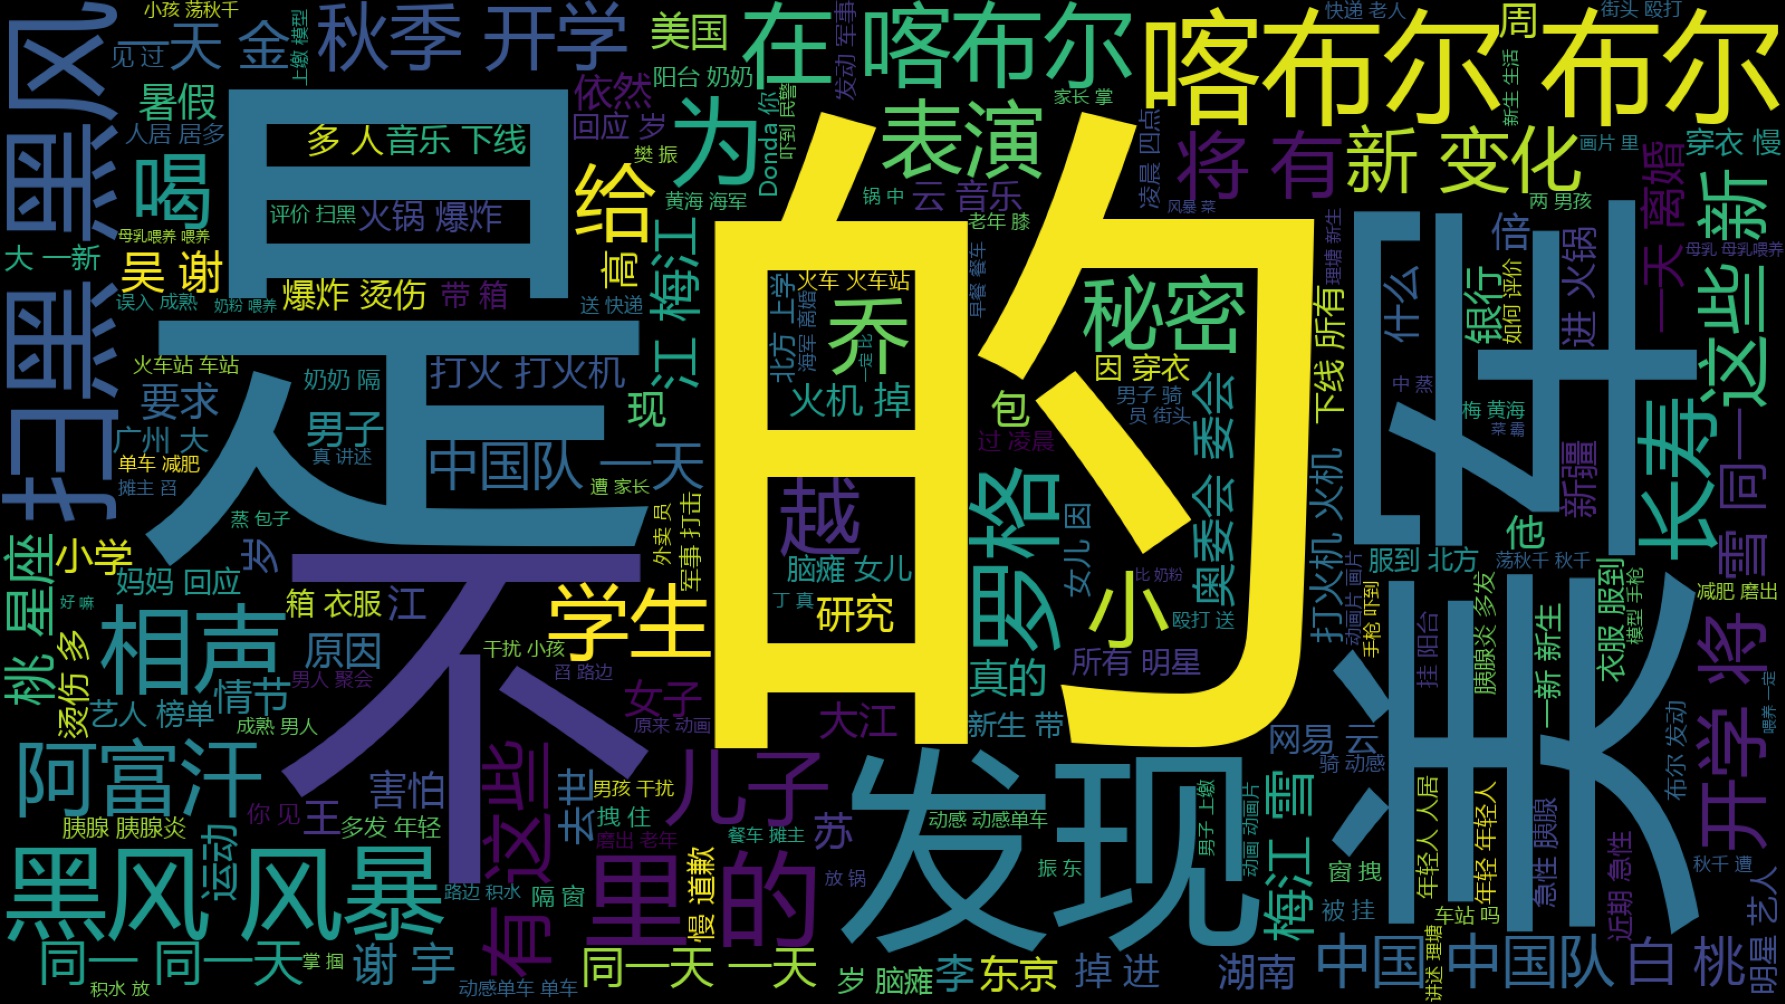 小孩 荡秋千
见过
一天 金
上缴 模型
秋季 开学
美国
阳台 奶奶
在 喀布尔
发动 军事
喀布尔 布尔
快递 老人
周
街头 殴打
新生 生活
扫黑 黑风
暑假
人居 居多
喝
是
多 人
音乐 下线
评价 扫黑
火锅 爆炸
爆炸 烫伤
带 箱
依然
回应 岁
樊 振
给
高
为
黄海 海军
Donda 你
吓到 民警
家长 掌
表演
锅 中
云 音乐
凌晨 四点
将 有
风暴 菜
新 变化
画片 里
两 男孩
穿衣 慢
一天 离婚
新
母乳 母乳喂养
母乳喂养 喂养
大 一新
吴 谢
误入 成熟
奶粉 喂养
送 快递
江 梅江
的
老年 膝
早餐 餐车
火车 火车站
北方 上学
海军 离婚
乔
一定 比
火机 掉
秘密
因 穿衣
男子 骑
员 街头
包
过 凌晨
奥委会 委会
下线 所有
理塘 新生
什么
倍
银行
如何 评价
进 火锅
这些
火车站 车站
要求
广州 大
单车 减肥
摊主 舀
奶奶 隔
男子
真 讲述
打火 打火机
中国队 一天
遭 家长
现
外卖 员
军事 打击
越
脑瘫 女儿
丁 真
研究
罗格
女儿 因
小
比 奶粉
殴打 送
打火机 火机
中 蒸
梅 黄海
菜 霸
新疆
他
长寿
雪 同一
服到 北方
荡秋千 秋千
减肥 磨出
蒸 包子
岁
桃 星座
小学
妈妈 回应
好 嘛
箱 衣服
江
不
学生
干扰 小孩
舀 路边
相声
烫伤 多
原因
男人 聚会
情节
艺人 榜单
成熟 男人
女子
原来 动画
真的
所有 明星
大江
新生 带
动画片 画片
手枪 吓到
挂 阳台
胰腺炎 多发
一新 新生
衣服 服到
模型 手枪
开学 将
喂养 一定
布尔 发动
网易 云
骑 动感
阿富汗
害怕
你 见
王
胰腺 胰腺炎
多发 年轻
运动
这些
去世
男孩 干扰
拽 住
磨出 老年
儿子
餐车 摊主
苏
发现
动感 动感单车
振 东
男子 上缴
动画 动画片
梅江 雪
窗 拽
被 挂
年轻人 人居
年轻 年轻人
急性 胰腺
近期 急性
秋千 遭
车站 吗
明星 艺人
黑风 风暴
路边 积水
隔 窗
有
里 的
慢 道歉
放 锅
同一 同一天
掌 掴
谢 宇
积水 放
动感单车 单车
同一天 一天
岁 脑瘫
李
东京
掉 进
湖南
中国 中国队
讲述 理塘
白 桃